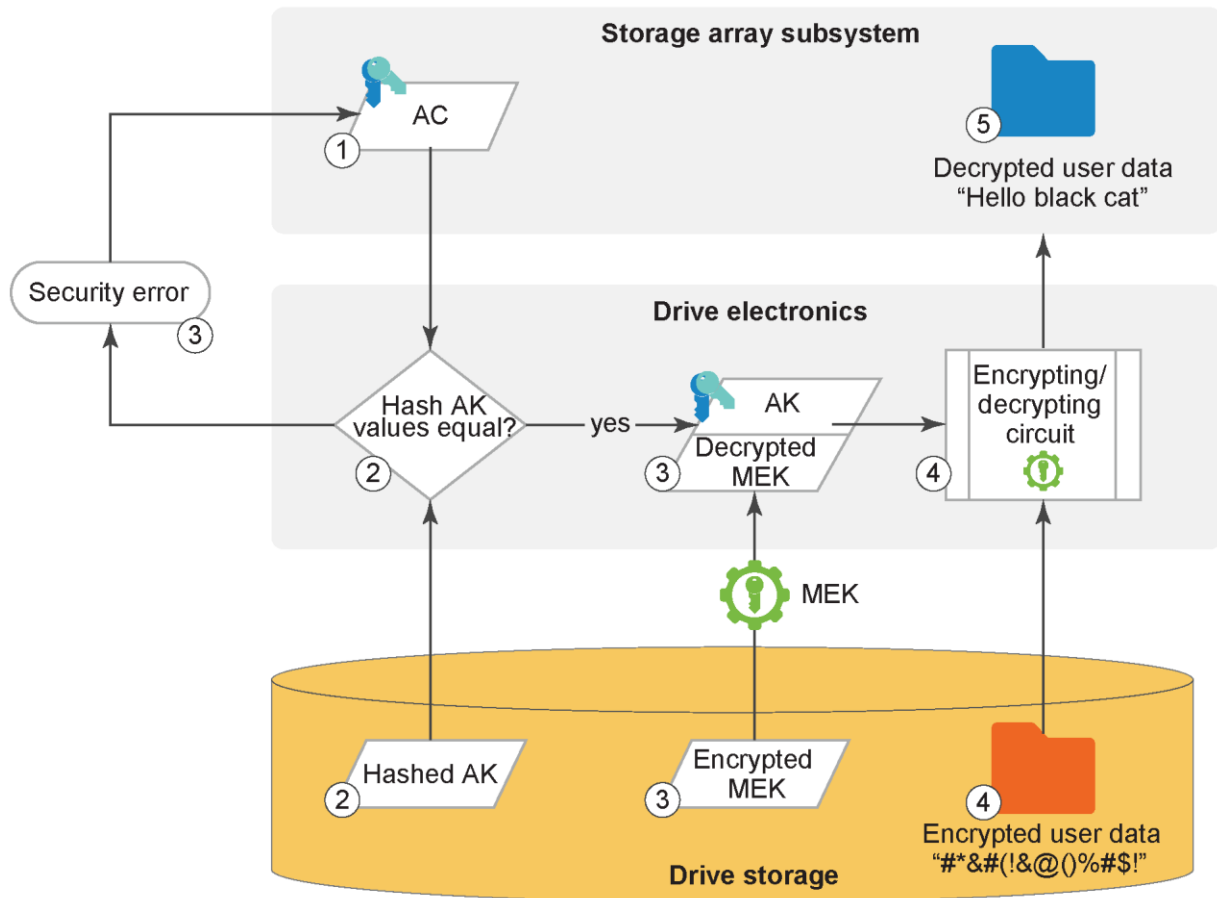 Storage array subsystem
AC
1
5
Decrypted user data
“Hello black cat”
Security error
3
Drive electronics
Hash AK
values equal?
2
yes
AK
Decrypted
MEK
3
Encrypting/
decrypting
circuit
4
MEK
Hashed AK
2
Encrypted
MEK
3
4
Encrypted user data
“#*&#(!&@()%#$!”
Drive storage